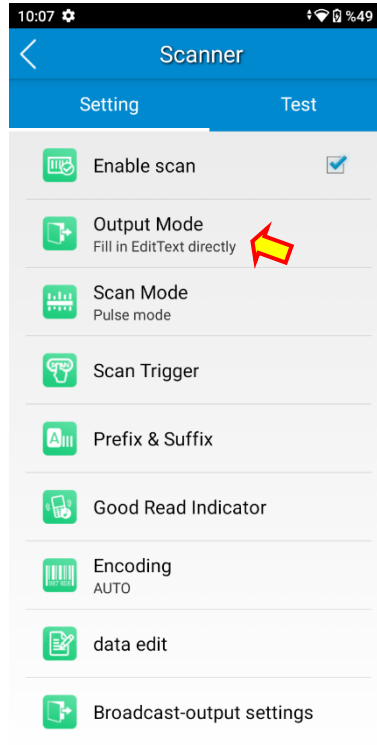 10:07 %49
Scanner
Setting Test
Enable scan
Output Mode
Fill in EditText directly
Scan Mode
Pulse mode
Scan Trigger
Prefix & Suffix
Good Read Indicator
Encoding
AUTO
data edit
Broadcast-output settings